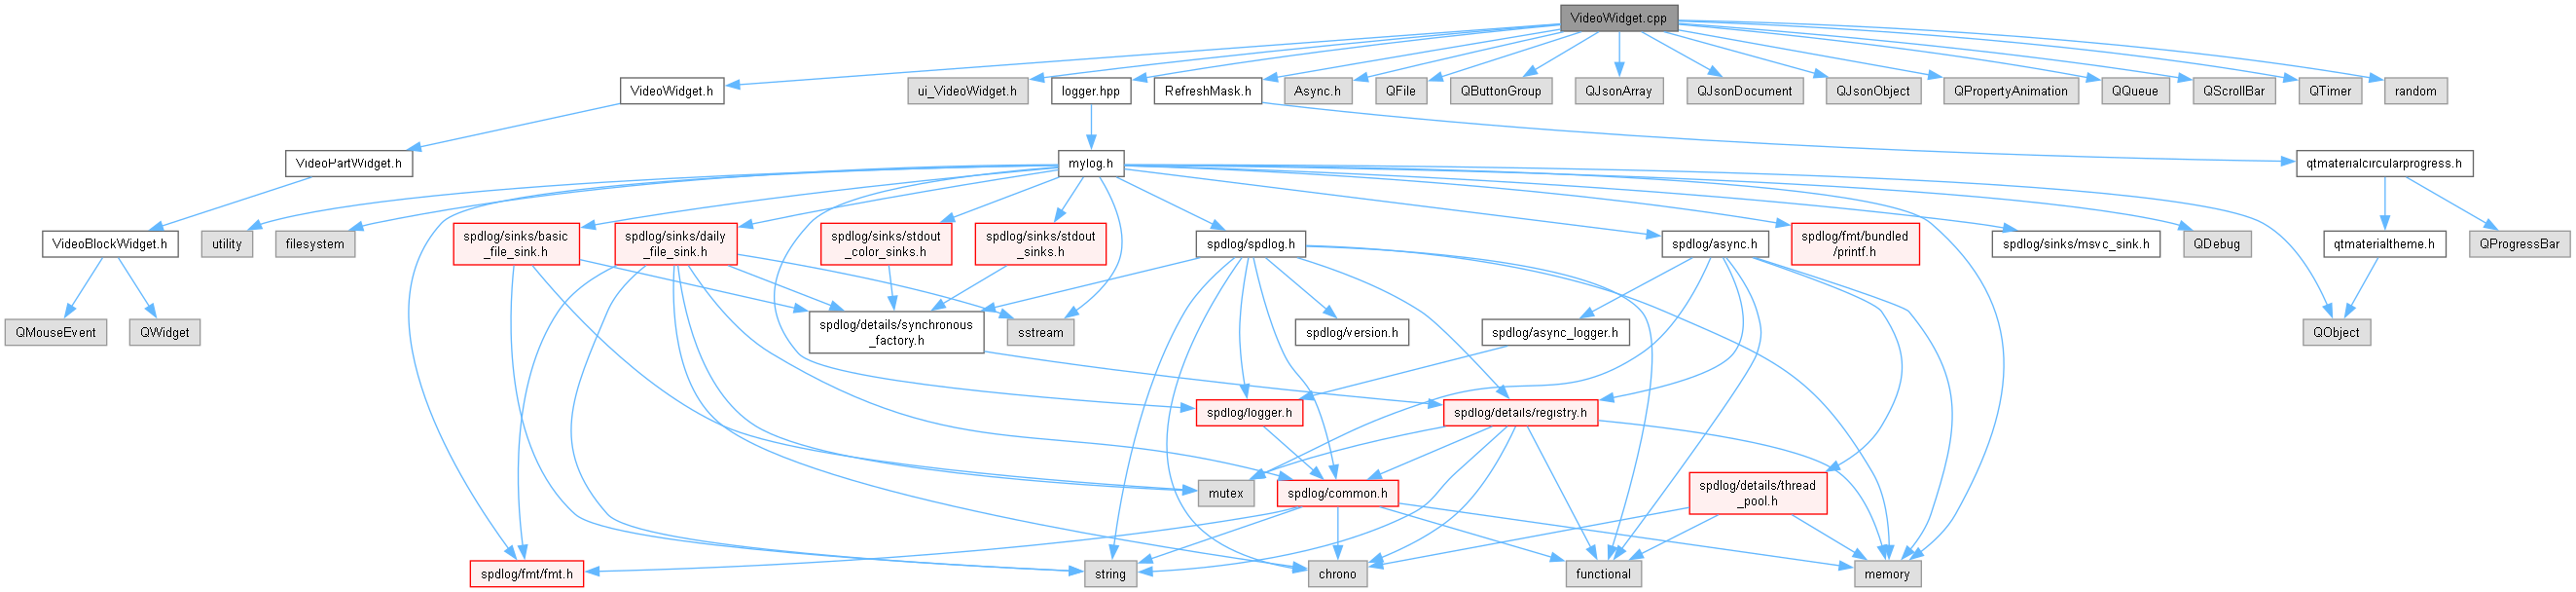 VideoWidget.cpp
VideoWidget.h
ui_VideoWidget.h
logger.hpp
RefreshMask.h
Async.h
QFile
QButtonGroup
QJsonArray
QJsonDocument
QJsonObject
QPropertyAnimation
QQueue
QScrollBar
QTimer
random
VideoPartWidget.h
mylog.h
qtmaterialcircularprogress.h
VideoBlockWidget.h
utility
filesystem
spdlog/sinks/basic
_file_sink.h
spdlog/sinks/daily
_file_sink.h
spdlog/sinks/stdout
_color_sinks.h
spdlog/sinks/stdout
_sinks.h
spdlog/spdlog.h
spdlog/async.h
spdlog/fmt/bundled
/printf.h
spdlog/sinks/msvc_sink.h
QDebug
qtmaterialtheme.h
QProgressBar
QMouseEvent
QWidget
spdlog/details/synchronous
_factory.h
sstream
spdlog/version.h
spdlog/async_logger.h
QObject
spdlog/logger.h
spdlog/details/registry.h
mutex
spdlog/common.h
spdlog/details/thread
_pool.h
spdlog/fmt/fmt.h
string
chrono
functional
memory